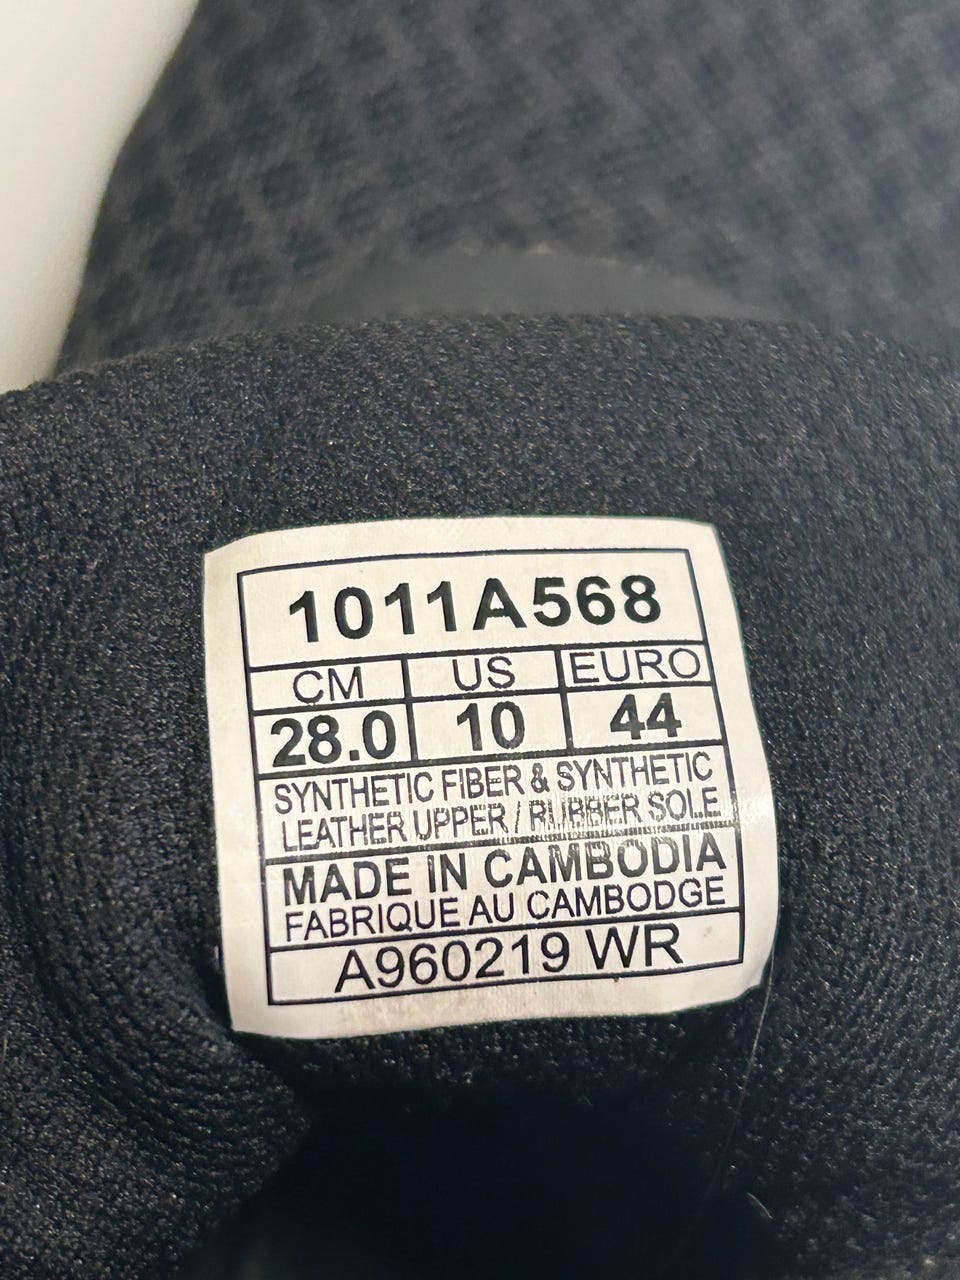 1011A568
CM US EURO
28.0 10 44
SYNTHETIC FIBER & SYNTHETIC
LEATHER UPPER / RUBBER SOLE
MADE IN CAMBODIA
FABRIQUE AU CAMBODGE
A960219 WR